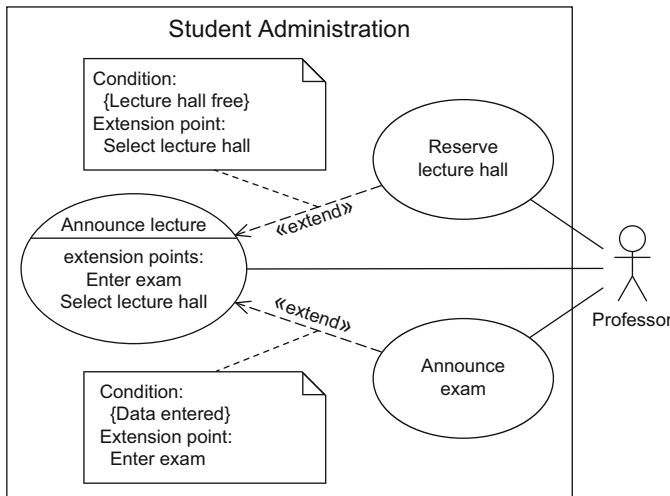 Student Administration
Condition:
{Lecture hall free}
Extension point:
Select lecture hall
Reserve
lecture hall
«extend»
Announce lecture
extension points:
Enter exam
Select lecture hall
Professor
«extend»
Announce
exam
Condition:
{Data entered}
Extension point:
Enter exam